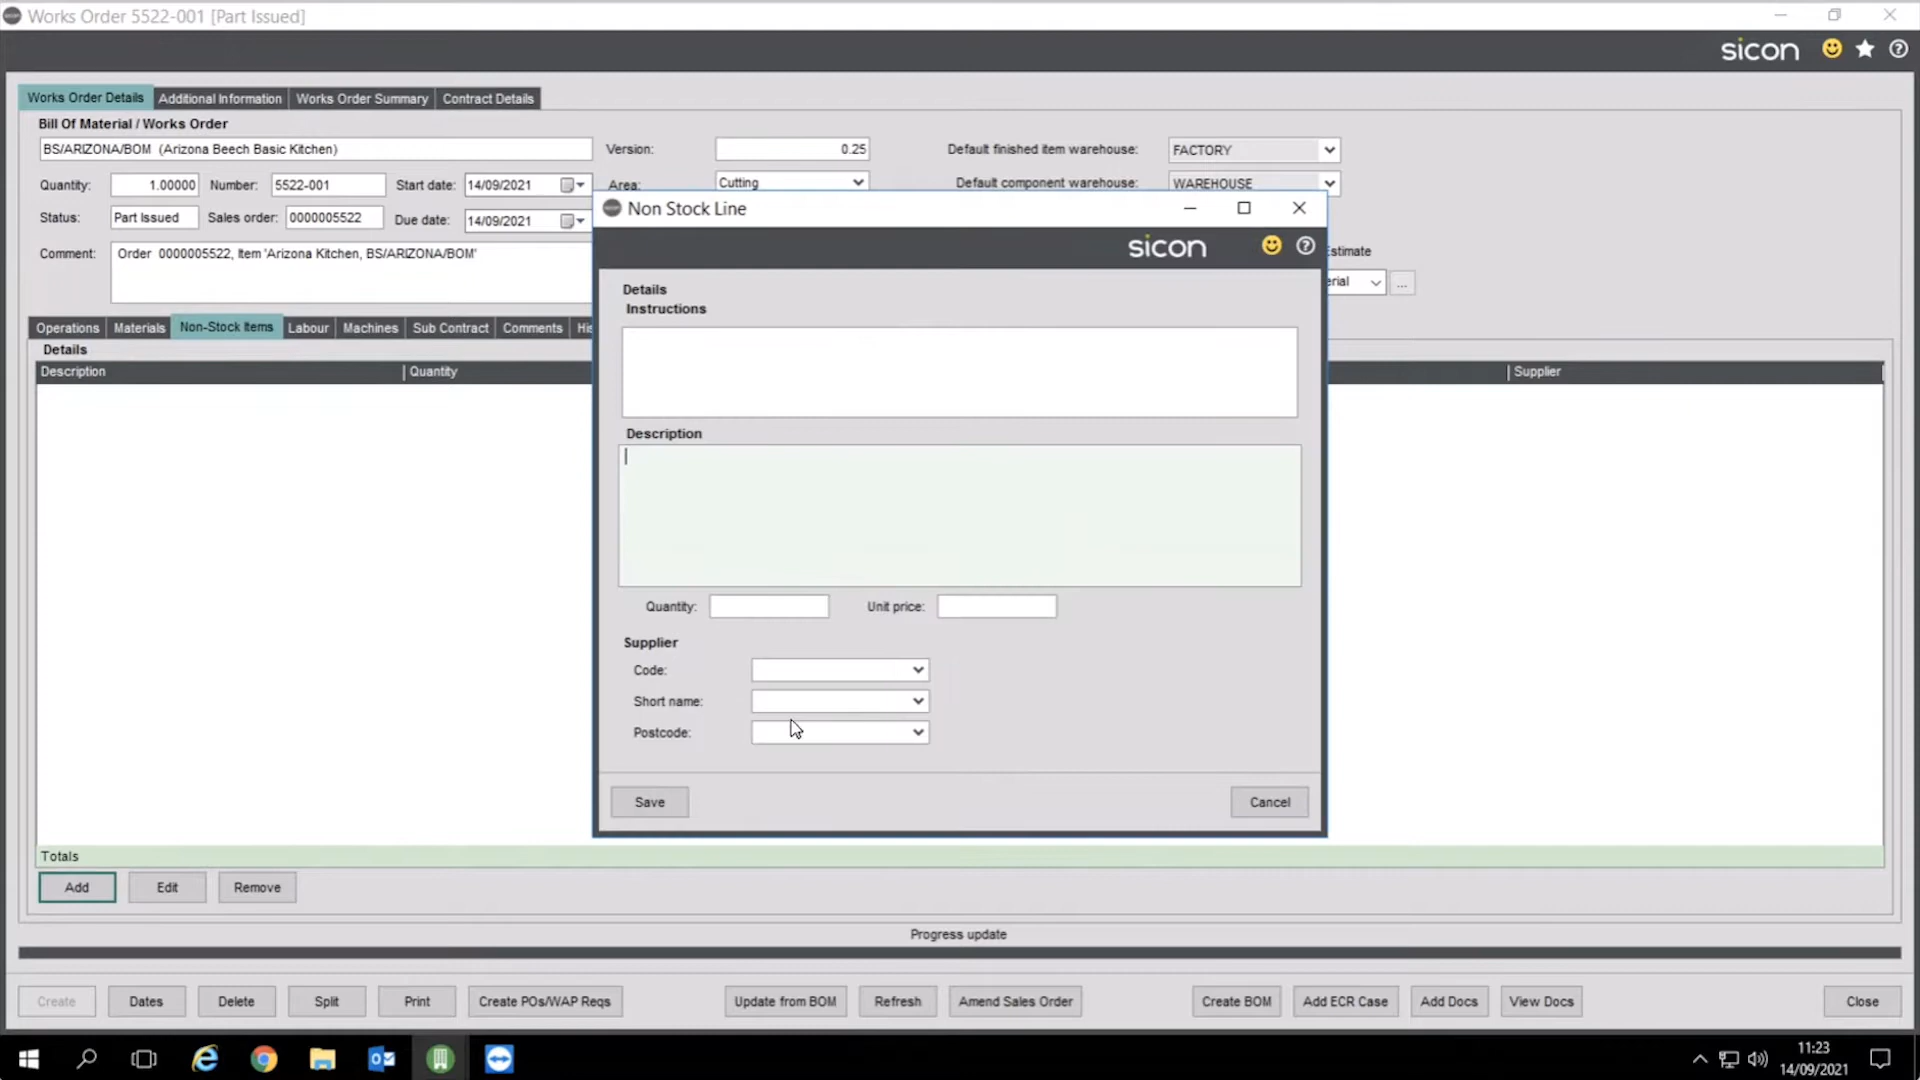 Works Order 5522-001 [Part Issued]
sicon
Works Order Details
Additional Information
Works Order Summary
Contract Details
Bill Of Material / Works Order
BS/ARIZONA/BOM (Arizona Beech Basic Kitchen)
Version: 0.25
Default finished item warehouse: FACTORY
Quantity: 1.00000 Number: 5522-001 Start date: 14/09/2021
Area: Cutting
Default component warehouse: WAREHOUSE
Status: Part Issued Sales order: 0000005522 Due date: 14/09/2021
Comment: Order 0000005522, Item 'Arizona Kitchen, BS/ARIZONA/BOM'
Operations
Materials
Non-Stock Items
Labour
Machines
Sub Contract
Comments
Details
Description
Quantity
Supplier
Non Stock Line
sicon
Details
Instructions
Description
Quantity:
Unit price:
Supplier
Code:
Short name:
Postcode:
Save
Cancel
...
Totals
Add
Edit
Remove
Progress update
Create
Dates
Delete
Split
Print
Create POs/WAP Reqs
Update from BOM
Refresh
Amend Sales Order
Create BOM
Add ECR Case
Add Docs
View Docs
Close
11:23
14/09/2021